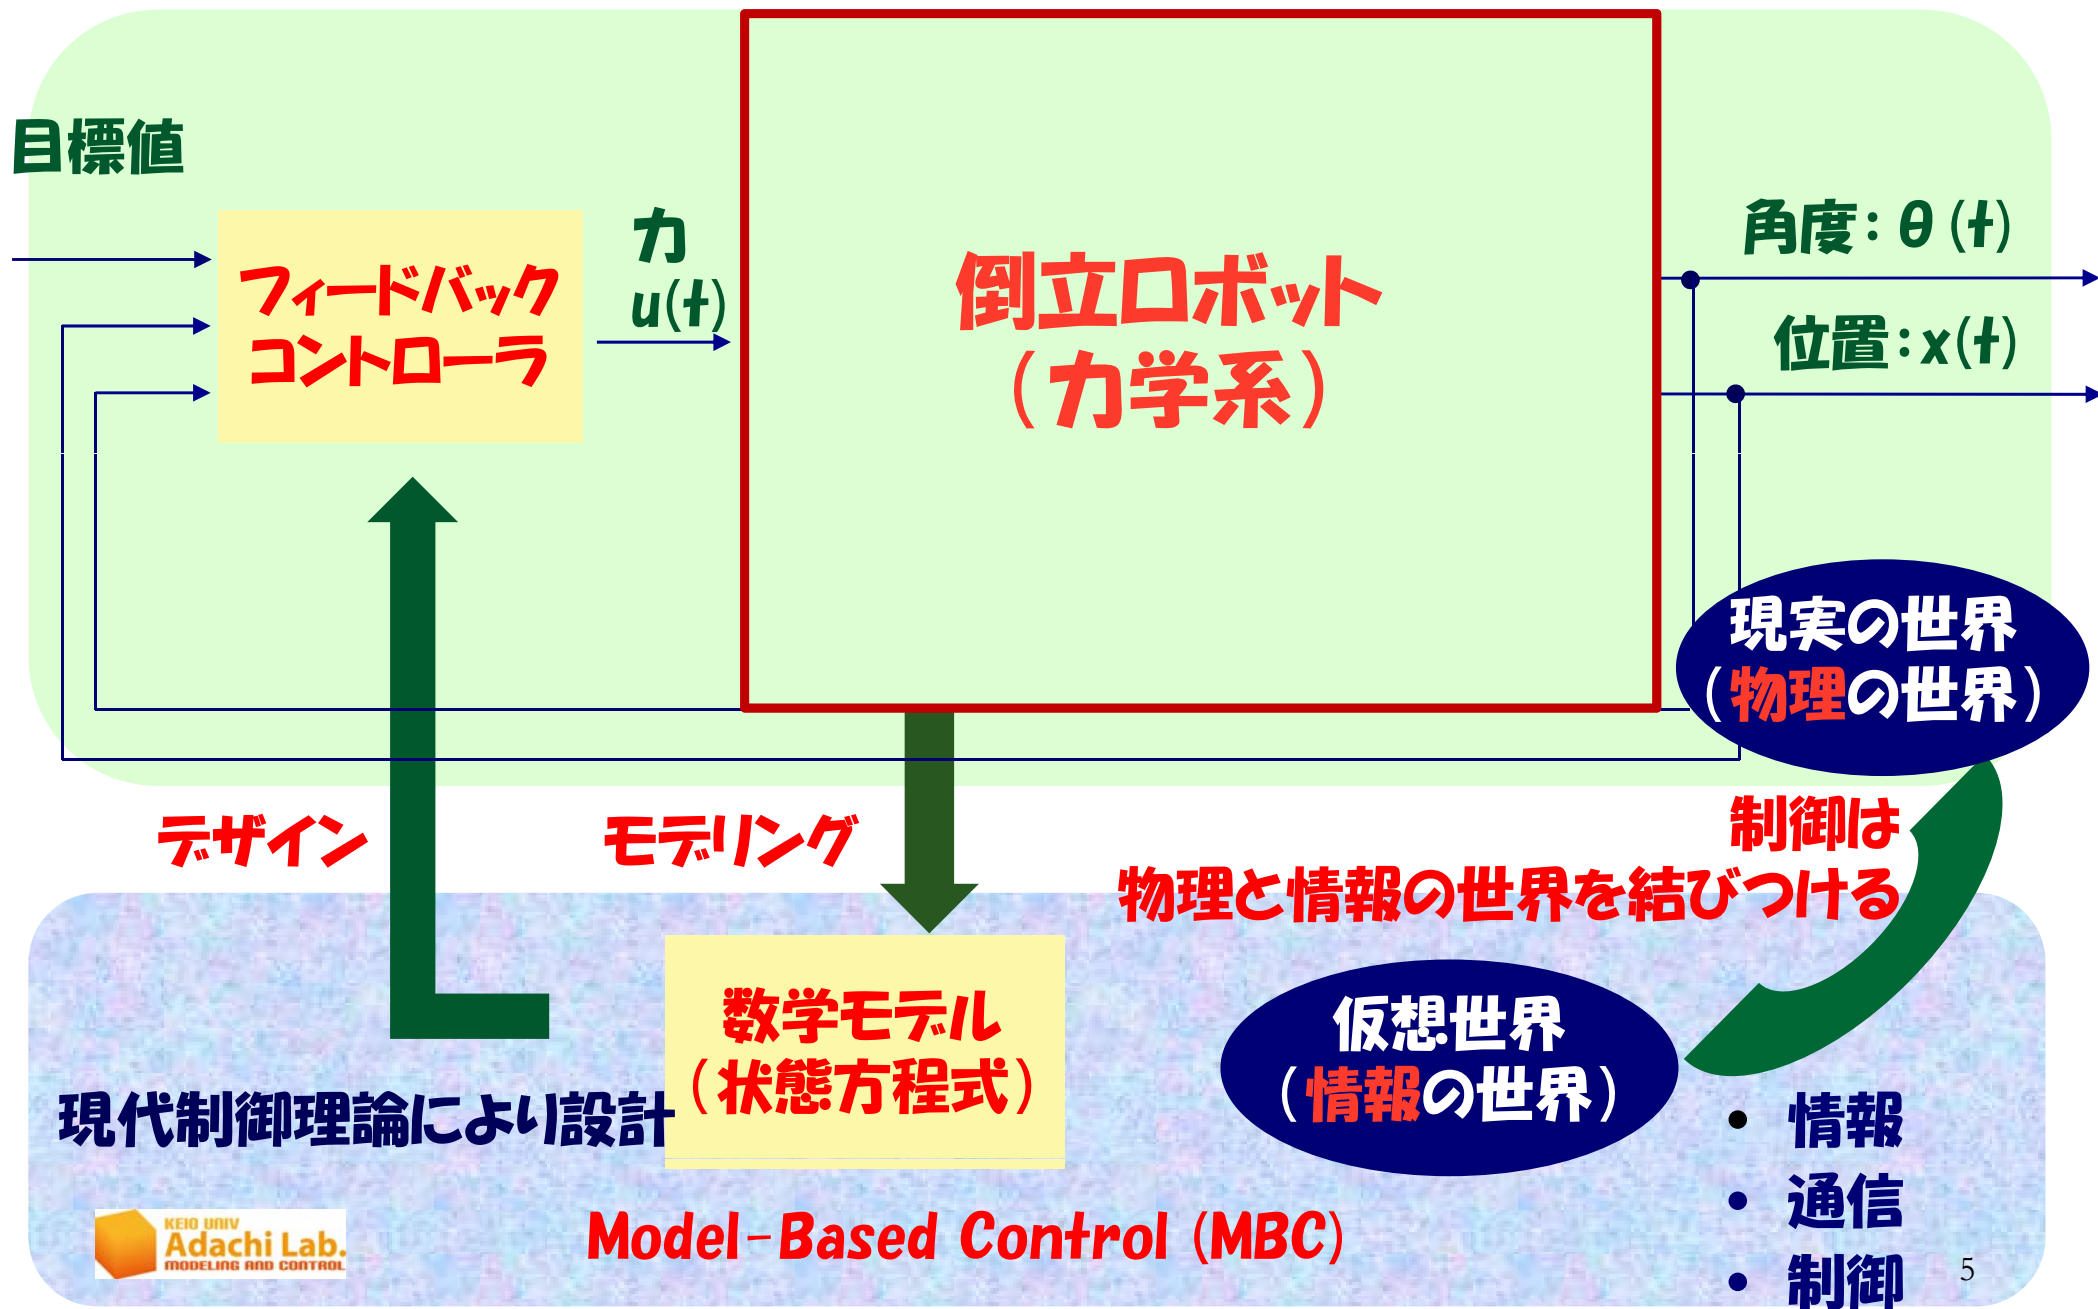 目標値
フィードバック
コントローラ
力
u(t)
倒立ロボット
（力学系）
角度：θ(t)
位置：x(t)
現実の世界
（物理の世界）
デザイン
モデリング
制御は
物理と情報の世界を結びつける
数学モデル
（状態方程式）
現代制御理論により設計
仮想世界
（情報の世界）
• 情報
• 通信
• 制御
KEIO UNIV
Adachi Lab.
MODELING AND CONTROL
Model-Based Control (MBC)
5